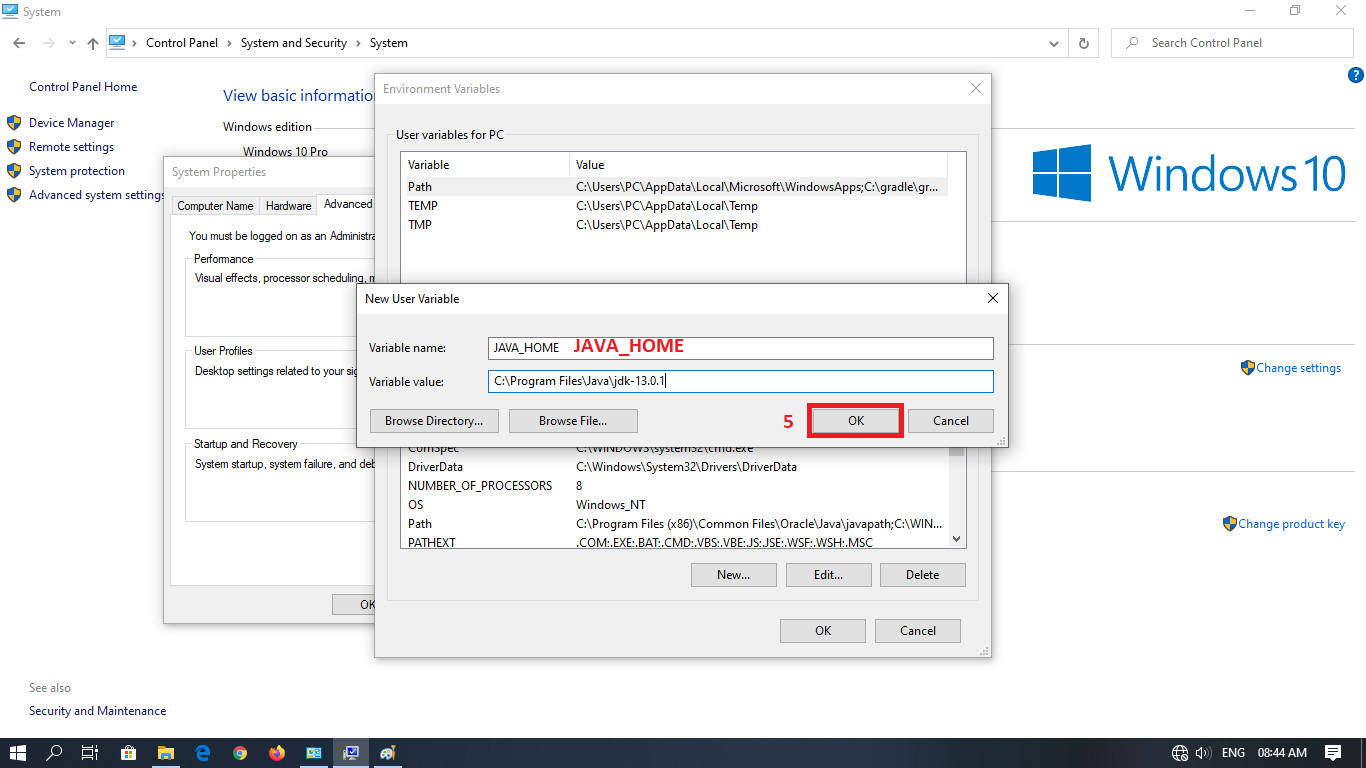 System
Control Panel
System and Security
System
Search Control Panel
Control Panel Home
Device Manager
Remote settings
System protection
Advanced system settings
View basic information
Windows edition
Windows 10 Pro
Windows 10
Change settings
Change product key
See also
Security and Maintenance
System Properties
Computer Name
Hardware
Advanced
You must be logged on as an Administra
Performance
Visual effects, processor scheduling, m
User Profiles
Desktop settings related to your sig
Startup and Recovery
System startup, system failure, and deb
OK
Environment Variables
User variables for PC
Variable Value
Path C:\Users\PC\AppData\Local\Microsoft\WindowsApps;C:\gradle\gr...
TEMP C:\Users\PC\AppData\Local\Temp
TMP C:\Users\PC\AppData\Local\Temp
New User Variable
Variable name: JAVA_HOME JAVA_HOME
Variable value: C:\Program Files\Java\jdk-13.0.1
Browse Directory... Browse File... 5 OK Cancel
ComSpec C:\WINDOWS\system32\cmd.exe
DriverData C:\Windows\System32\Drivers\DriverData
NUMBER_OF_PROCESSORS 8
OS Windows_NT
Path C:\Program Files (x86)\Common Files\Oracle\Java\javapath;C:\WIN...
PATHEXT .COM;.EXE;.BAT;.CMD;.VBS;.VBE;.JS;.JSE;.WSF;.WSH;.MSC
New... Edit... Delete
OK Cancel
ENG 08:44 AM